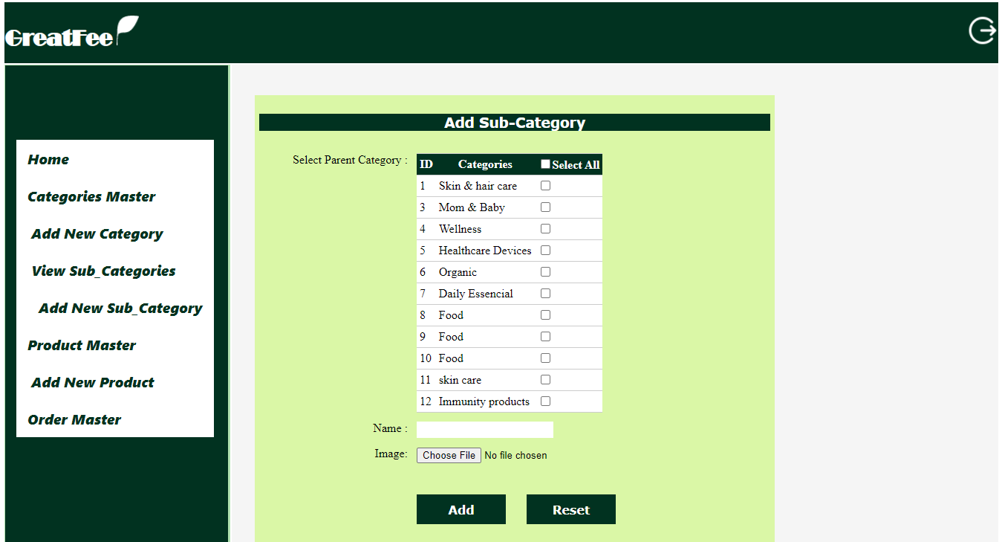 GreatFee
Home
Categories Master
Add New Category
View Sub_Categories
Add New Sub_Category
Product Master
Add New Product
Order Master
Add Sub-Category
Select Parent Category :
ID Categories Select All
1 Skin & hair care
3 Mom & Baby
4 Wellness
5 Healthcare Devices
6 Organic
7 Daily Essencial
8 Food
9 Food
10 Food
11 skin care
12 Immunity products
Name :
Image: Choose File No file chosen
Add Reset